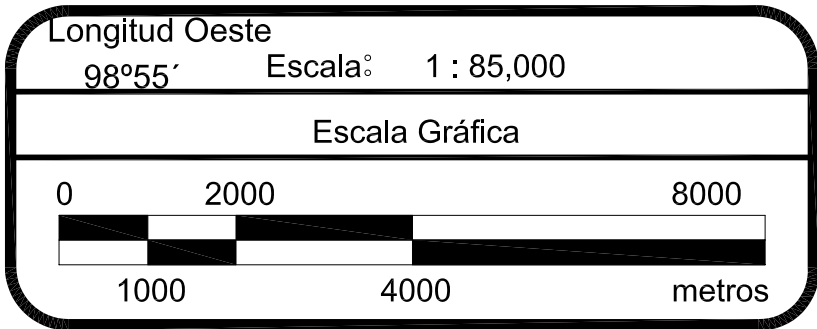 Longitud Oeste
98º55´ Escala: 1 : 85,000
Escala Gráfica
0 2000 8000
1000 4000 metros